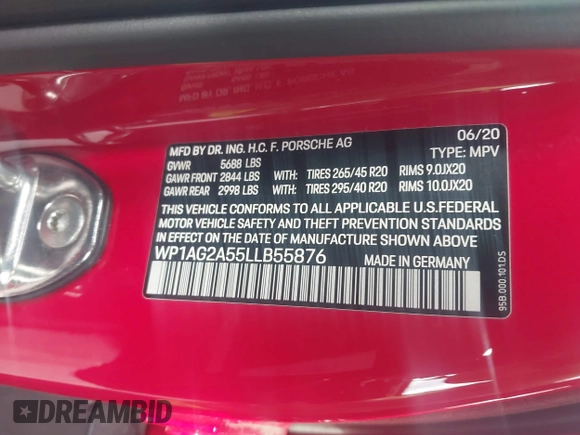 MFD BY DR. ING. H.C. F. PORSCHE AG 06/20
GVWR 5688 LBS TYPE: MPV
GAWR FRONT 2844 LBS WITH: TIRES 265/45 R20 RIMS 9.0JX20
GAWR REAR 2998 LBS WITH: TIRES 295/40 R20 RIMS 10.0JX20
THIS VEHICLE CONFORMS TO ALL APPLICABLE U.S.FEDERAL
MOTOR VEHICLE SAFETY AND THEFT PREVENTION STANDARDS
IN EFFECT ON THE DATE OF MANUFACTURE SHOWN ABOVE
WP1AG2A55LLB55876 MADE IN GERMANY
95B.000.101.DS
DREAMBID